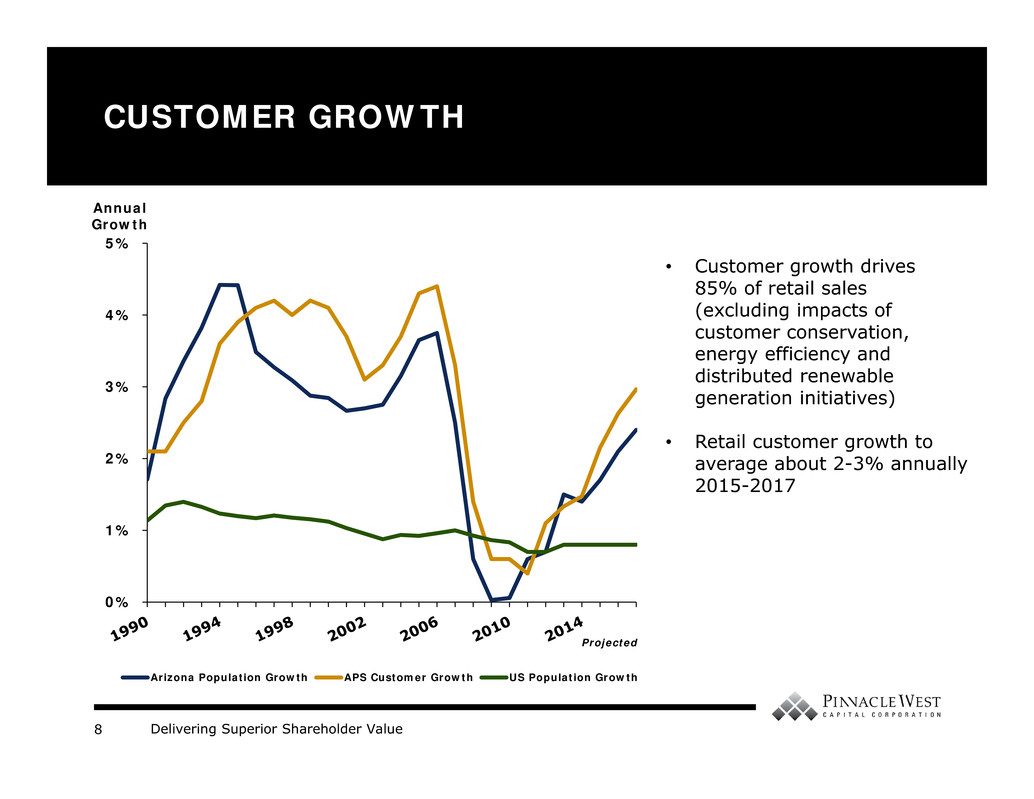 CUSTOMER GROWTH
Annual
Growth
5%
4%
3%
2%
1%
0%
1990
1994
1998
2002
2006
2010
2014
Projected
Arizona Population Growth
APS Customer Growth
US Population Growth
• Customer growth drives
85% of retail sales
(excluding impacts of
customer conservation,
energy efficiency and
distributed renewable
generation initiatives)
• Retail customer growth to
average about 2-3% annually
2015-2017
PINNACLE WEST
CAPITAL CORPORATION
8 Delivering Superior Shareholder Value